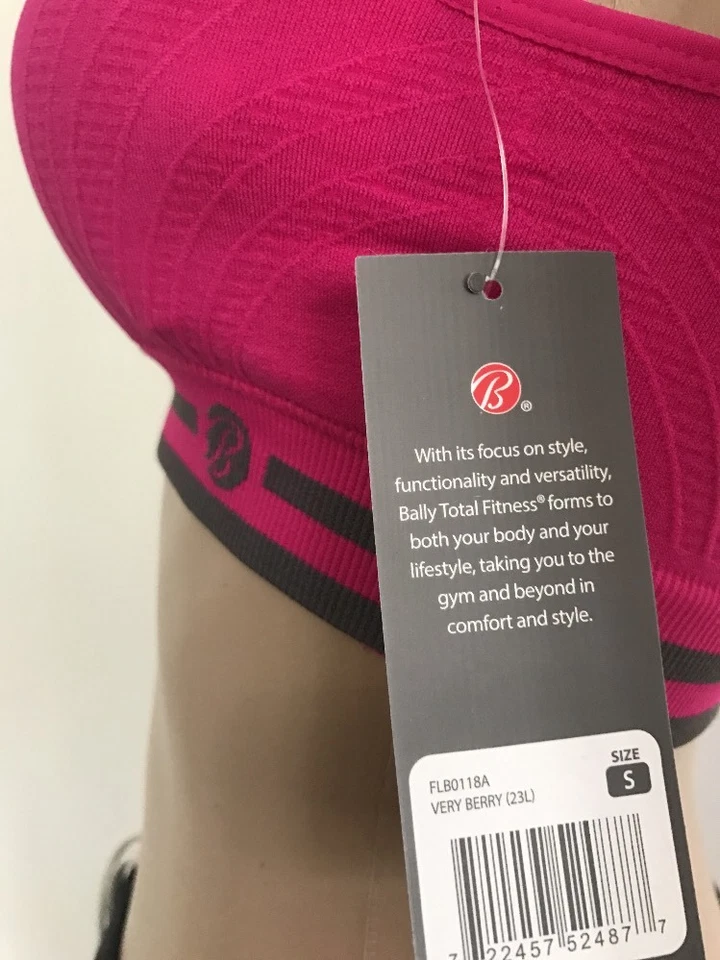 B
B ®
With its focus on style,
functionality and versatility,
Bally Total Fitness® forms to
both your body and your
lifestyle, taking you to the
gym and beyond in
comfort and style.
SIZE
S
FLB0118A
VERY BERRY (23L)
7 22457 52487 7